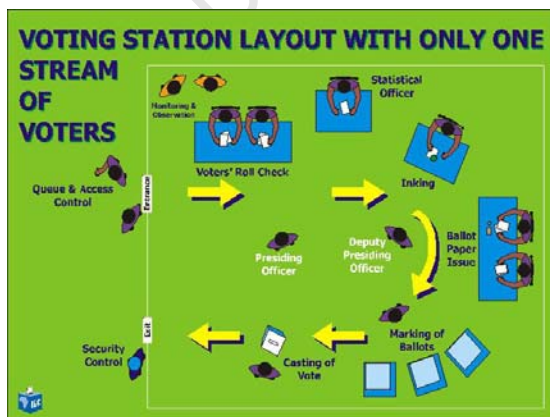 VOTING STATION LAYOUT WITH ONLY ONE
STREAM
OF
VOTERS
Monitoring &
Observation
Statistical
Officer
Voters' Roll Check
Inking
Queue & Access
Control
Entrance
Presiding
Officer
Deputy
Presiding
Officer
Ballot
Paper
Issue
Exit
Security
Control
Casting of
Vote
Marking of
Ballots
IEC